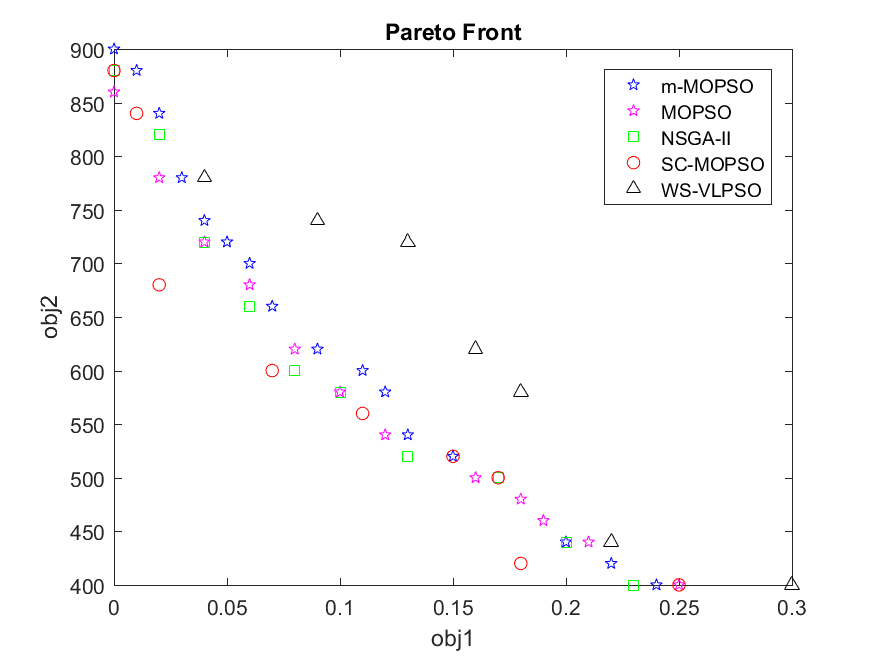 Pareto Front
900
850
800
750
700
650
600
550
500
450
400
obj2
m-MOPSO
MOPSO
NSGA-II
SC-MOPSO
WS-VLPSO
0 0.05 0.1 0.15 0.2 0.25 0.3
obj1